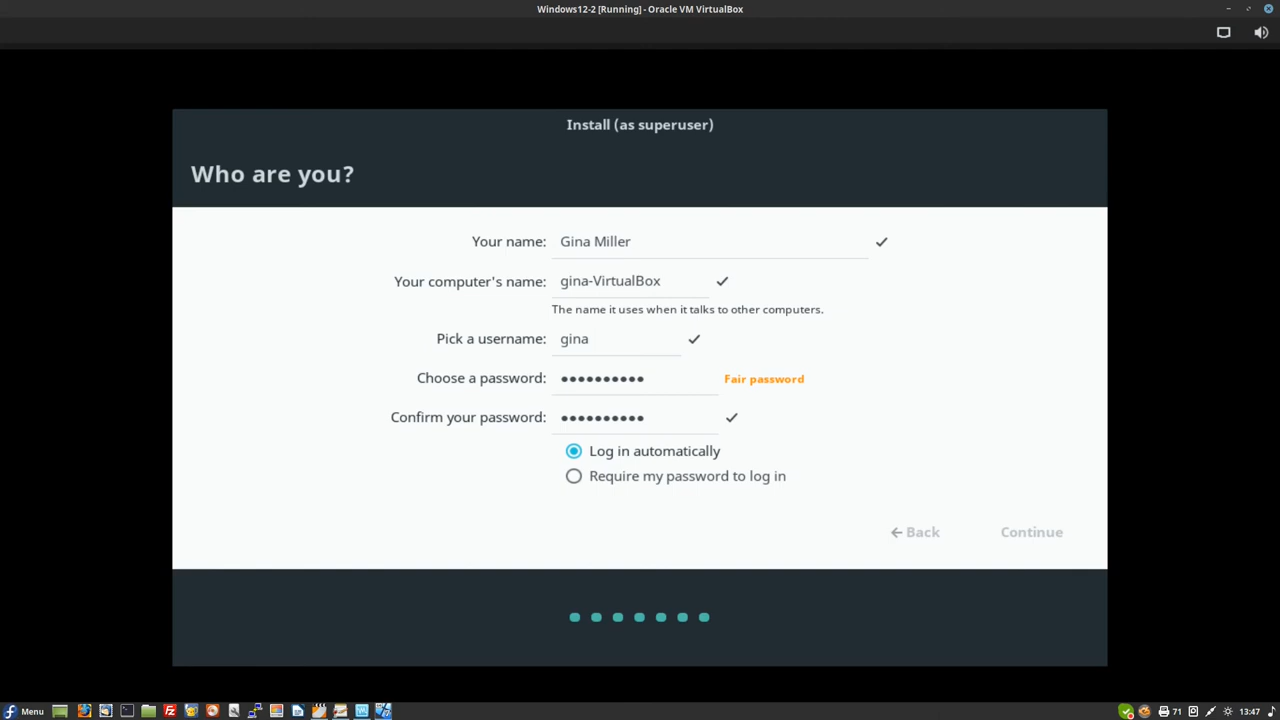 Windows12-2 [Running] - Oracle VM VirtualBox
Install (as superuser)
Who are you?
Your name: Gina Miller
Your computer's name: gina-VirtualBox
The name it uses when it talks to other computers.
Pick a username: gina
Choose a password: ●●●●●●●●●● Fair password
Confirm your password: ●●●●●●●●●●
Log in automatically
Require my password to log in
Back Continue
Menu 71 13:47